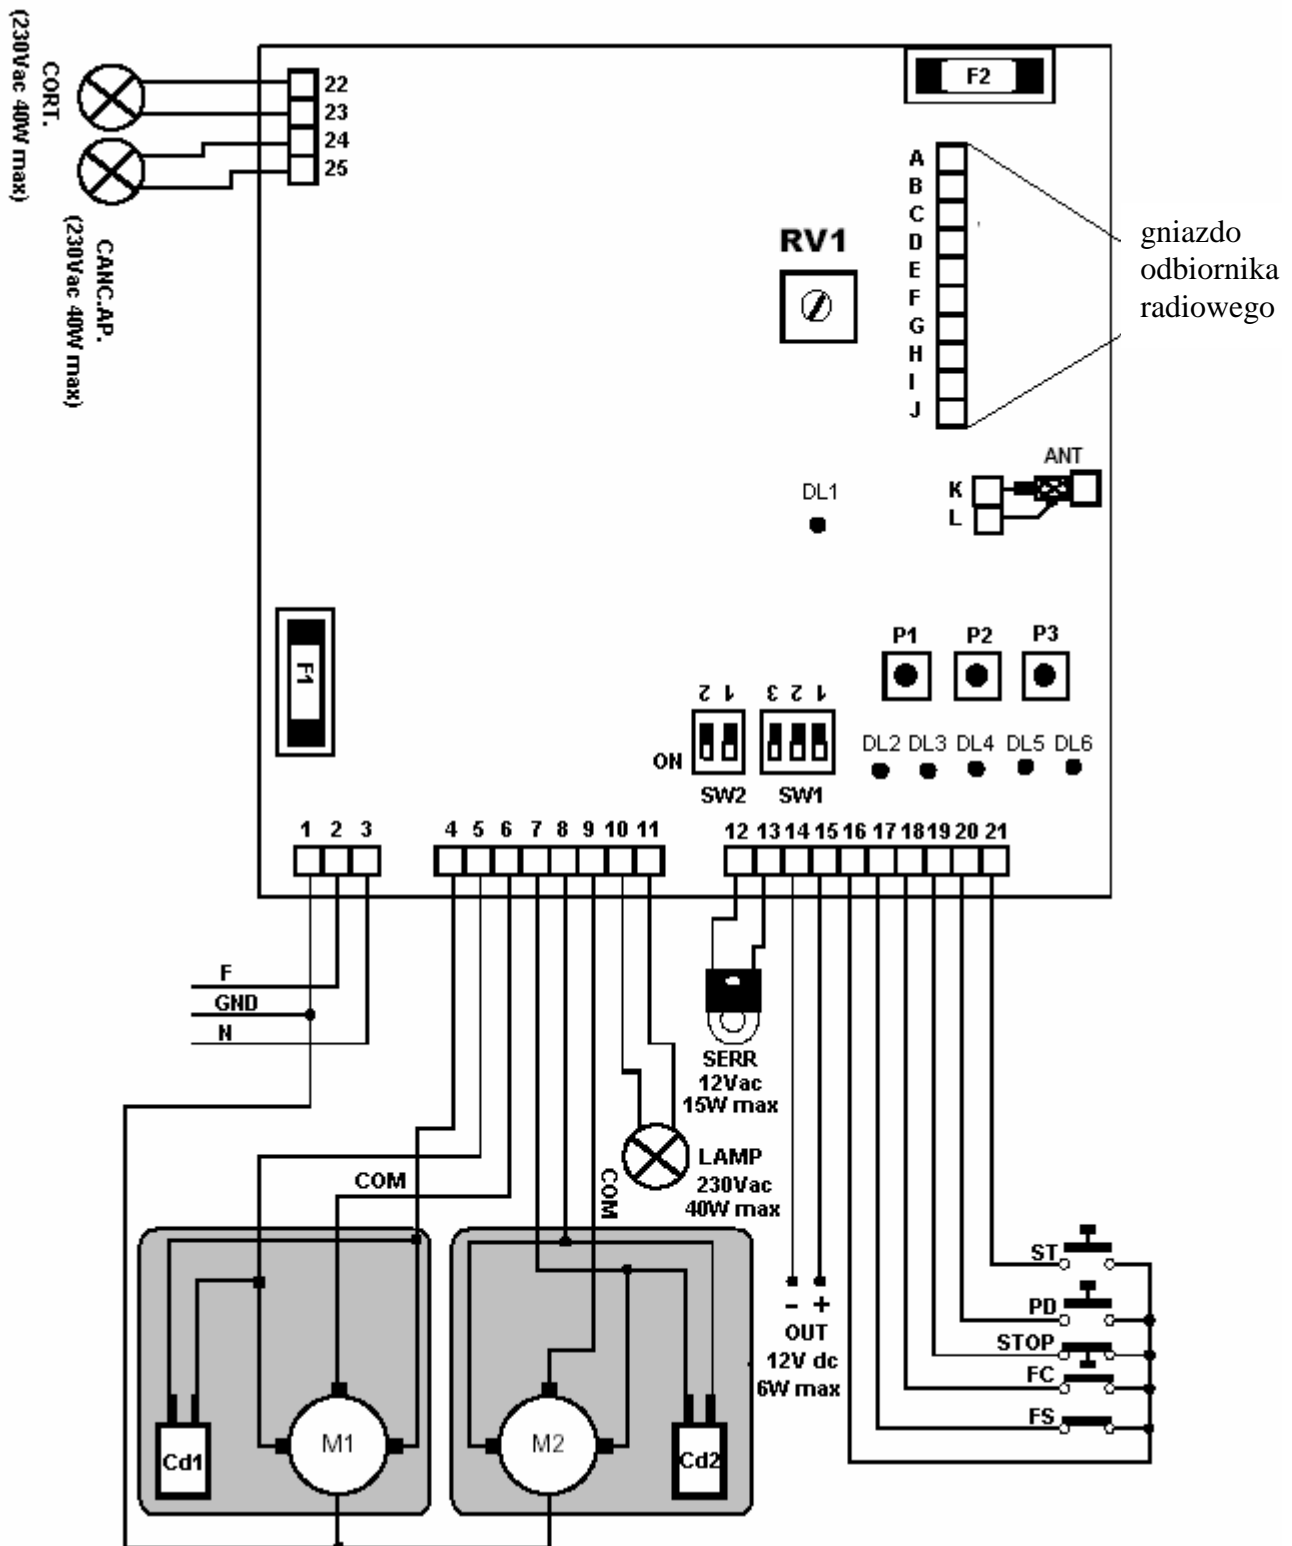 CORT.
(230Vac 40W max)
CANC.AP.
(230Vac 40W max)
22
23
24
25
F2
A
B
C
D
E
F
G
H
I
J
gniazdo
odbiornika
radiowego
RV1
ANT
K
L
DL1
F1
P1 P2 P3
2 1
3 2 1
ON
SW2 SW1
DL2 DL3 DL4 DL5 DL6
1 2 3 4 5 6 7 8 9 10 11 12 13 14 15 16 17 18 19 20 21
F
GND
N
SERR
12Vac
15W max
LAMP
230Vac
40W max
COM
COM
Cd1
M1
M2
Cd2
- +
OUT
12V dc
6W max
ST
PD
STOP
FC
FS